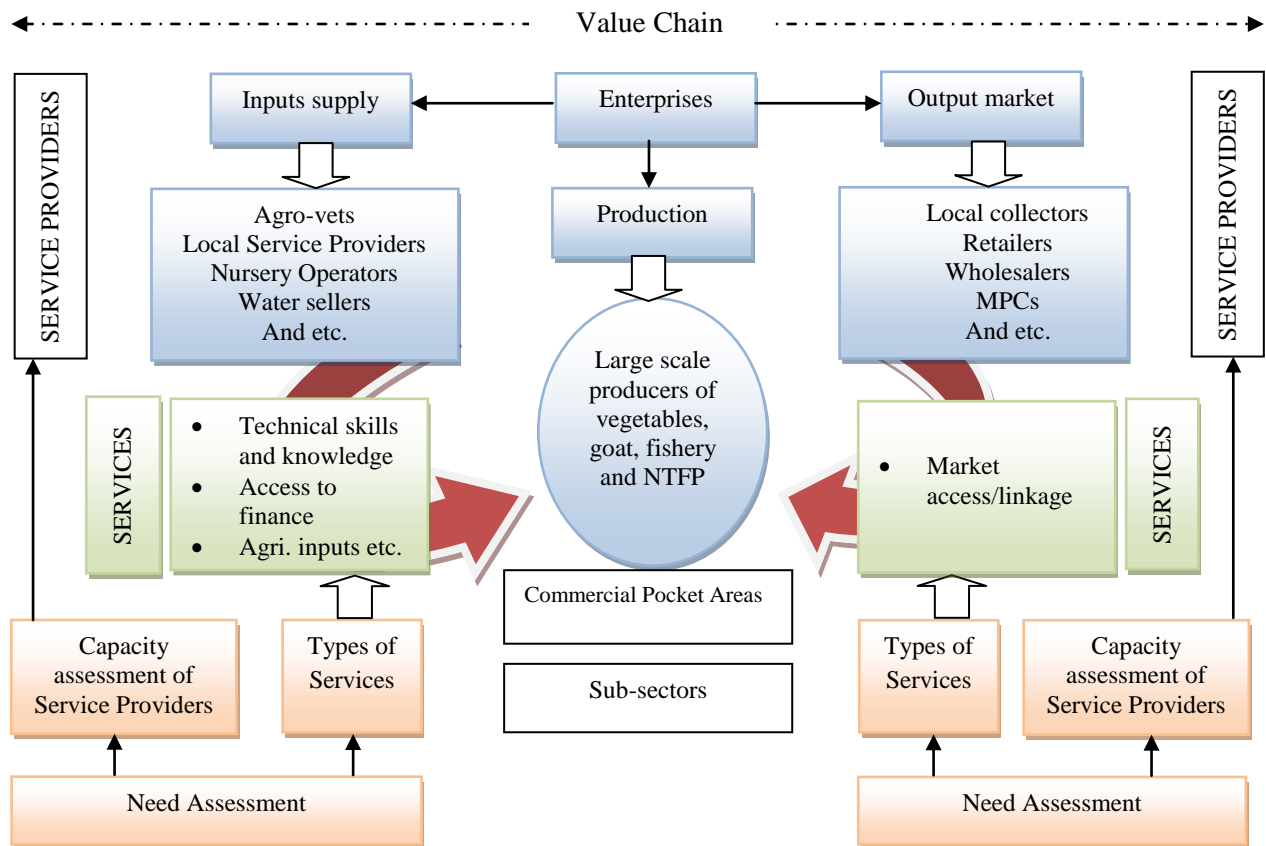 Value Chain
SERVICE PROVIDERS
Inputs supply
Enterprises
Output market
SERVICE PROVIDERS
Agro-vets
Local Service Providers
Nursery Operators
Water sellers
And etc.
Production
Local collectors
Retailers
Wholesalers
MPCs
And etc.
Large scale
producers of
vegetables,
goat, fishery
and NTFP
SERVICES
• Technical skills
and knowledge
• Access to
finance
• Agri. inputs etc.
• Market
access/linkage
SERVICES
Commercial Pocket Areas
Sub-sectors
Capacity
assessment of
Service Providers
Types of
Services
Types of
Services
Capacity
assessment of
Service Providers
Need Assessment
Need Assessment